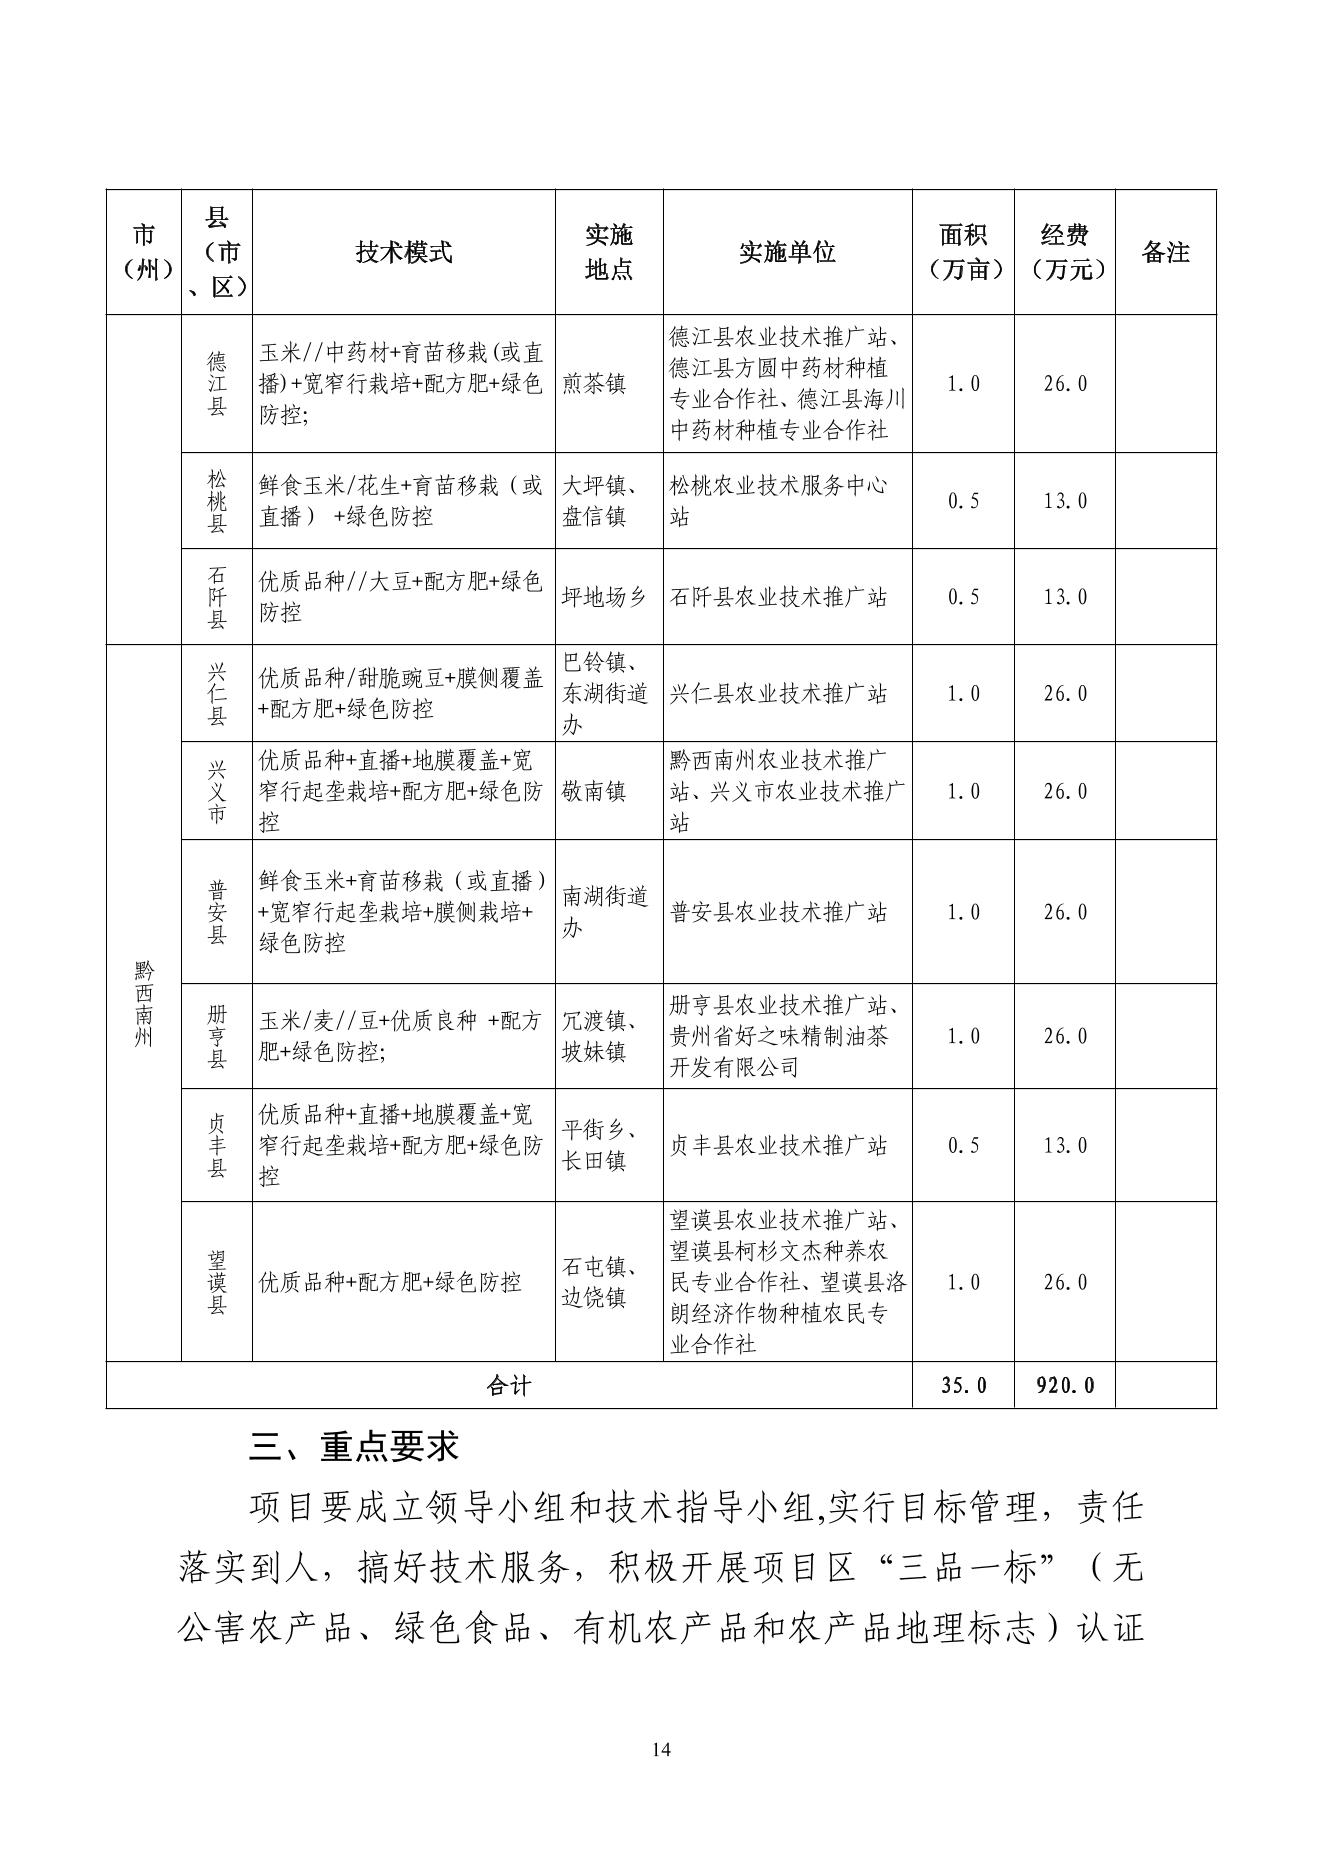 市
（州）
县
（市
、区）
技术模式
实施
地点
实施单位
面积
（万亩）
经费
（万元）
备注
德
江
县
玉米//中药材+育苗移栽(或直
播)+宽窄行栽培+配方肥+绿色
防控;
煎茶镇
德江县农业技术推广站、
德江县方圆中药材种植
专业合作社、德江县海川
中药材种植专业合作社
1.0
26.0
松
桃
县
鲜食玉米/花生+育苗移栽（或
直播） +绿色防控
大坪镇、
盘信镇
松桃农业技术服务中心
站
0.5
13.0
石
阡
县
优质品种//大豆+配方肥+绿色
防控
坪地场乡
石阡县农业技术推广站
0.5
13.0
黔
西
南
州
兴
仁
县
优质品种/甜脆豌豆+膜侧覆盖
+配方肥+绿色防控
巴铃镇、
东湖街道
办
兴仁县农业技术推广站
1.0
26.0
兴
义
市
优质品种+直播+地膜覆盖+宽
窄行起垄栽培+配方肥+绿色防
控
敬南镇
黔西南州农业技术推广
站、兴义市农业技术推广
站
1.0
26.0
普
安
县
鲜食玉米+育苗移栽（或直播）
+宽窄行起垄栽培+膜侧栽培+
绿色防控
南湖街道
办
普安县农业技术推广站
1.0
26.0
册
亨
县
玉米/麦//豆+优质良种 +配方
肥+绿色防控;
冗渡镇、
坡妹镇
册亨县农业技术推广站、
贵州省好之味精制油茶
开发有限公司
1.0
26.0
贞
丰
县
优质品种+直播+地膜覆盖+宽
窄行起垄栽培+配方肥+绿色防
控
平街乡、
长田镇
贞丰县农业技术推广站
0.5
13.0
望
谟
县
优质品种+配方肥+绿色防控
石屯镇、
边饶镇
望谟县农业技术推广站、
望谟县柯杉文杰种养农
民专业合作社、望谟县洛
朗经济作物种植农民专
业合作社
1.0
26.0
合计
35.0
920.0
三、重点要求
项目要成立领导小组和技术指导小组,实行目标管理，责任
落实到人，搞好技术服务，积极开展项目区“三品一标”（无
公害农产品、绿色食品、有机农产品和农产品地理标志）认证
14